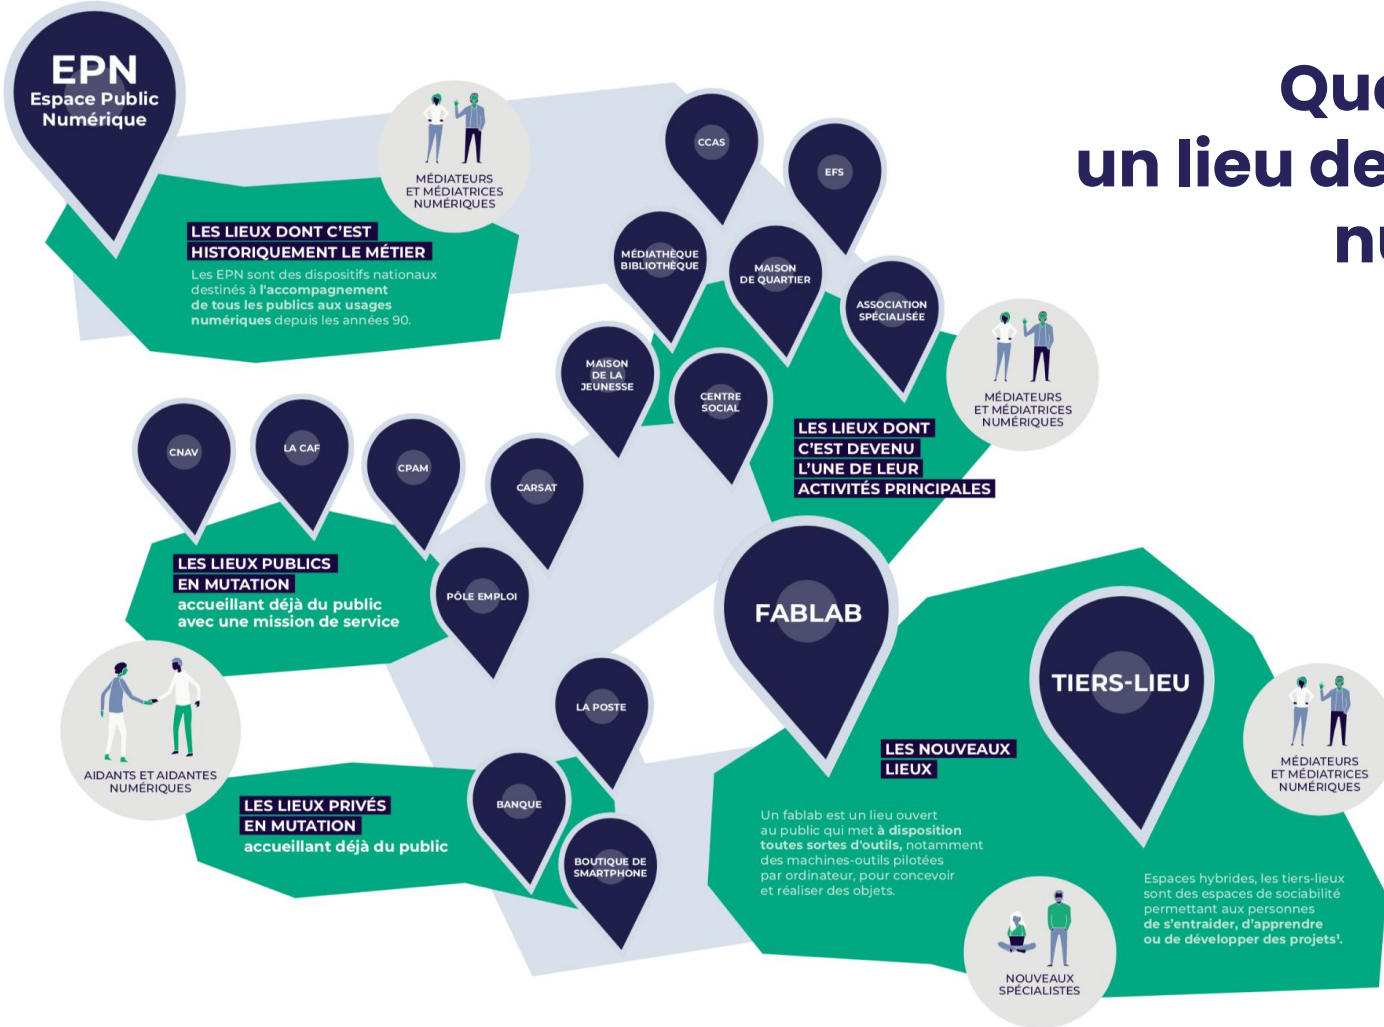 EPN
Espace Public
Numérique
MÉDIATEURS
ET MÉDIATRICES
NUMÉRIQUES
LES LIEUX DONT C'EST
HISTORIQUEMENT LE MÉTIER
Les EPN sont des dispositifs nationaux
destinés à l'accompagnement
de tous les publics aux usages
numériques depuis les années 90.
un lieu de
CCAS
EFS
MÉDIATHÈQUE
BIBLIOTHÈQUE
MAISON
DE QUARTIER
ASSOCIATION
SPÉCIALISÉE
MAISON
DE LA
JEUNESSE
CENTRE
SOCIAL
MÉDIATEURS
ET MÉDIATRICES
NUMÉRIQUES
LES LIEUX DONT
C'EST DEVENU
L'UNE DE LEUR
ACTIVITÉS PRINCIPALES
CNAV
LA CAF
CPAM
CARSAT
PÔLE EMPLOI
LES LIEUX PUBLICS
EN MUTATION
accueillant déjà du public
avec une mission de service
AIDANTS ET AIDANTES
NUMÉRIQUES
LES LIEUX PRIVÉS
EN MUTATION
accueillant déjà du public
LA POSTE
BANQUE
BOUTIQUE DE
SMARTPHONE
FABLAB
TIERS-LIEU
LES NOUVEAUX
LIEUX
Un fablab est un lieu ouvert
au public qui met à disposition
toutes sortes d'outils, notamment
des machines-outils pilotées
par ordinateur, pour concevoir
et réaliser des objets.
MÉDIATEURS
ET MÉDIATRICES
NUMÉRIQUES
Espaces hybrides, les tiers-lieux
sont des espaces de sociabilité
permettant aux personnes
de s'entraider, d'apprendre
ou de développer des projets¹.
NOUVEAUX
SPÉCIALISTES